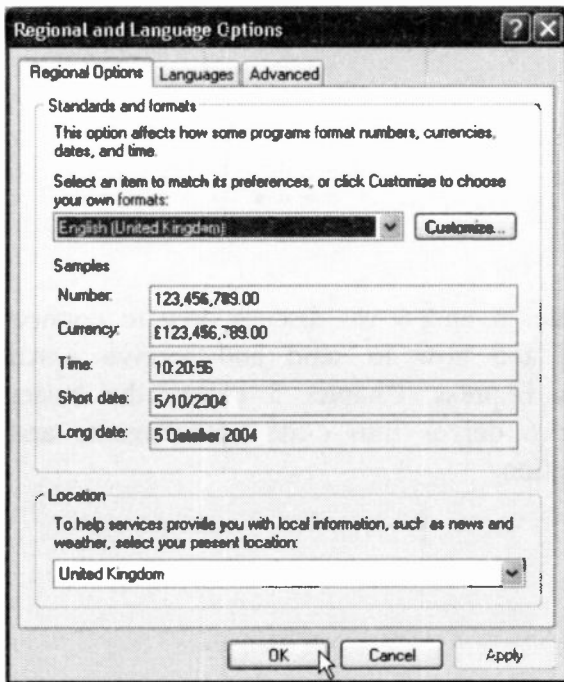 Regional and Language Options
Regional Options Languages Advanced
Standards and formats
This option affects how some programs format numbers, currencies,
dates, and time.
Select an item to match its preferences, or click Customize to choose
your own formats:
English (United Kingdom) Customize...
Samples
Number: 123,456,789.00
Currency: £123,456,789.00
Time: 10:20:56
Short date: 5/10/2004
Long date: 5 October 2004
Location
To help services provide you with local information, such as news and
weather, select your present location:
United Kingdom
OK Cancel Apply